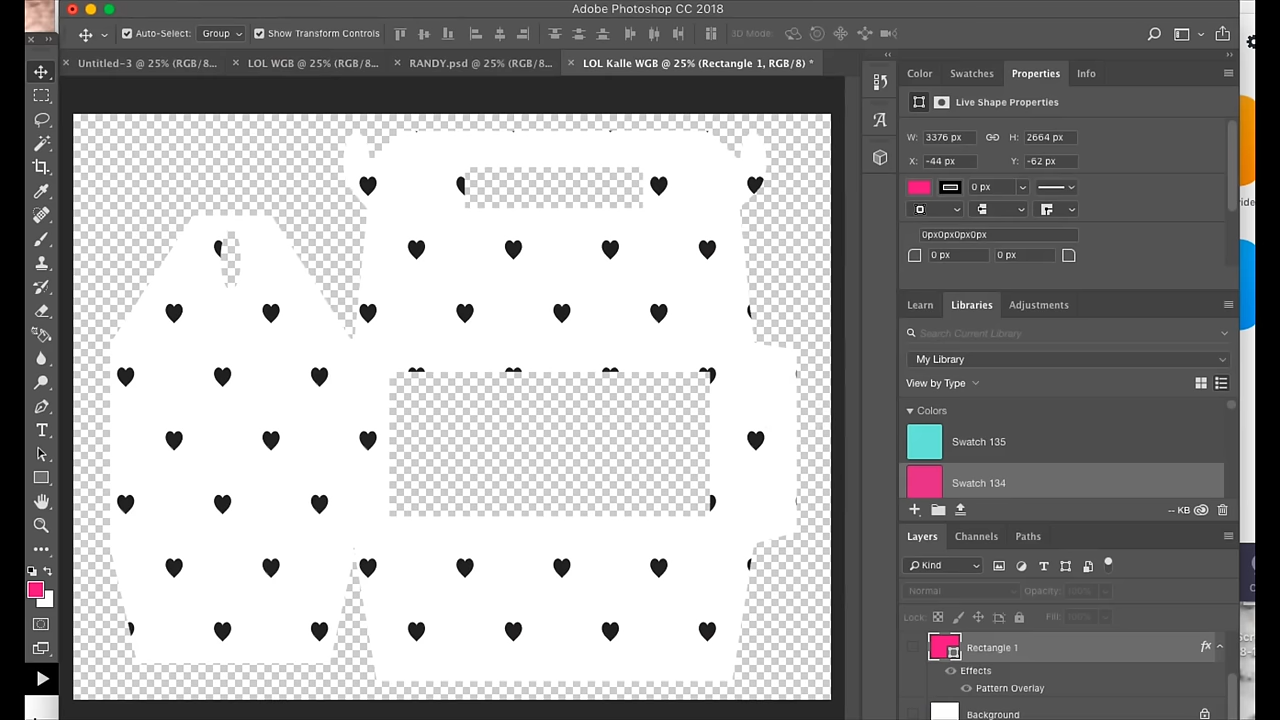 Adobe Photoshop CC 2018
Auto-Select: Group Show Transform Controls 3D Mode:
Untitled-3 @ 25% (RGB/8... LOL WGB @ 25% (RGB/8... RANDY.psd @ 25% (RGB/8... LOL Kalle WGB @ 25% (Rectangle 1, RGB/8) *
Color Swatches Properties Info
Live Shape Properties
W: 3376 px H: 2664 px
X: -44 px Y: -62 px
0 px
0px0px0px0px
0 px 0 px
Learn Libraries Adjustments
Search Current Library
My Library
View by Type
Colors
Swatch 135
Swatch 134
-- KB
Layers Channels Paths
Kind
Normal Opacity: 100%
Lock: Fill: 100%
Rectangle 1 fx
Effects
Pattern Overlay
Background